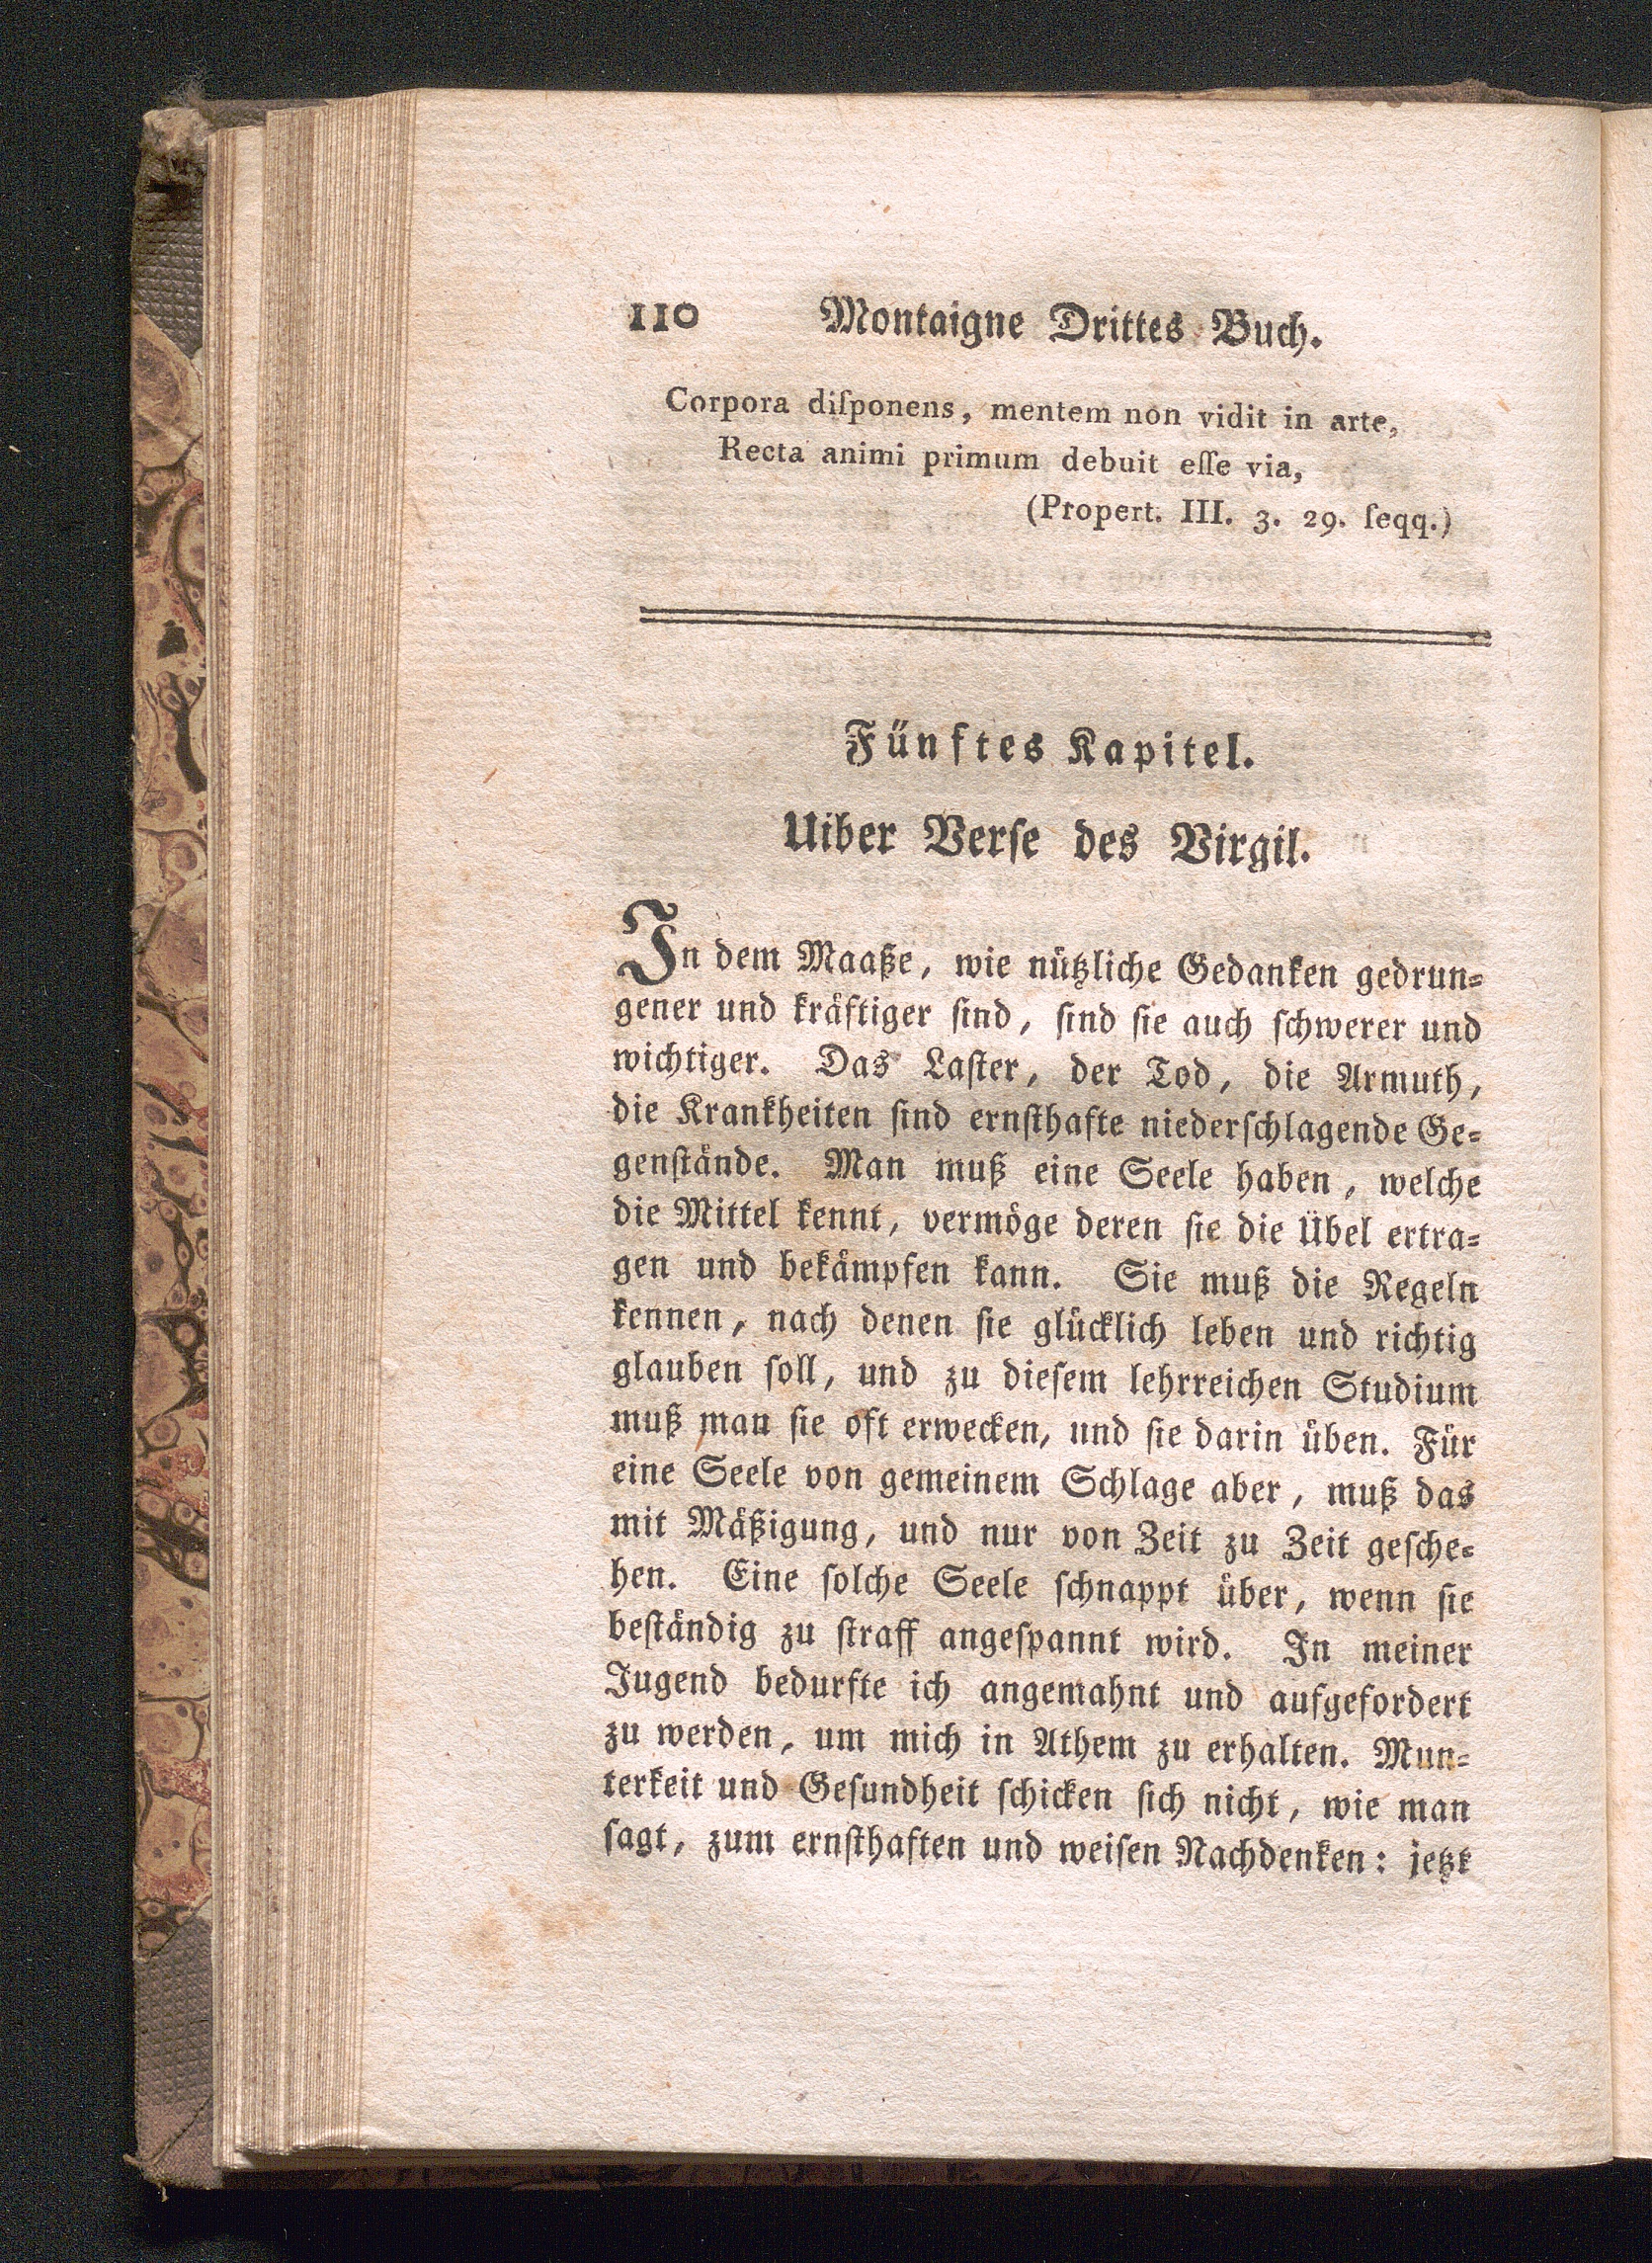 110 Montaigne Drittes Buch.
Corpora diſponens, mentem non vidit in arte,
Recta animi primum debuit eſſe via,
(Propert. III. 3. 29. ſeqq.)
Fünftes Kapitel.
Uiber Verſe des Virgil.
In dem Maaße, wie nützliche Gedanken gedrun⸗
gener und kräftiger ſind, ſind ſie auch ſchwerer und
wichtiger. Das Laſter, der Tod, die Armuth,
die Krankheiten ſind ernſthafte niederſchlagende Ge⸗
genſtände. Man muß eine Seele haben, welche
die Mittel kennt, vermöge deren ſie die Übel ertra⸗
gen und bekämpfen kann. Sie muß die Regeln
kennen, nach denen ſie glücklich leben und richtig
glauben ſoll, und zu dieſem lehrreichen Studium
muß man ſie oft erwecken, und ſie darin üben. Für
eine Seele von gemeinem Schlage aber, muß das
mit Mäßigung, und nur von Zeit zu Zeit geſche⸗
hen. Eine ſolche Seele ſchnappt über, wenn ſie
beſtändig zu ſtraff angeſpannt wird. In meiner
Jugend bedurfte ich angemahnt und aufgefordert
zu werden, um mich in Athem zu erhalten. Mun⸗
terkeit und Geſundheit ſchicken ſich nicht, wie man
ſagt, zum ernſthaften und weiſen Nachdenken: jetzt